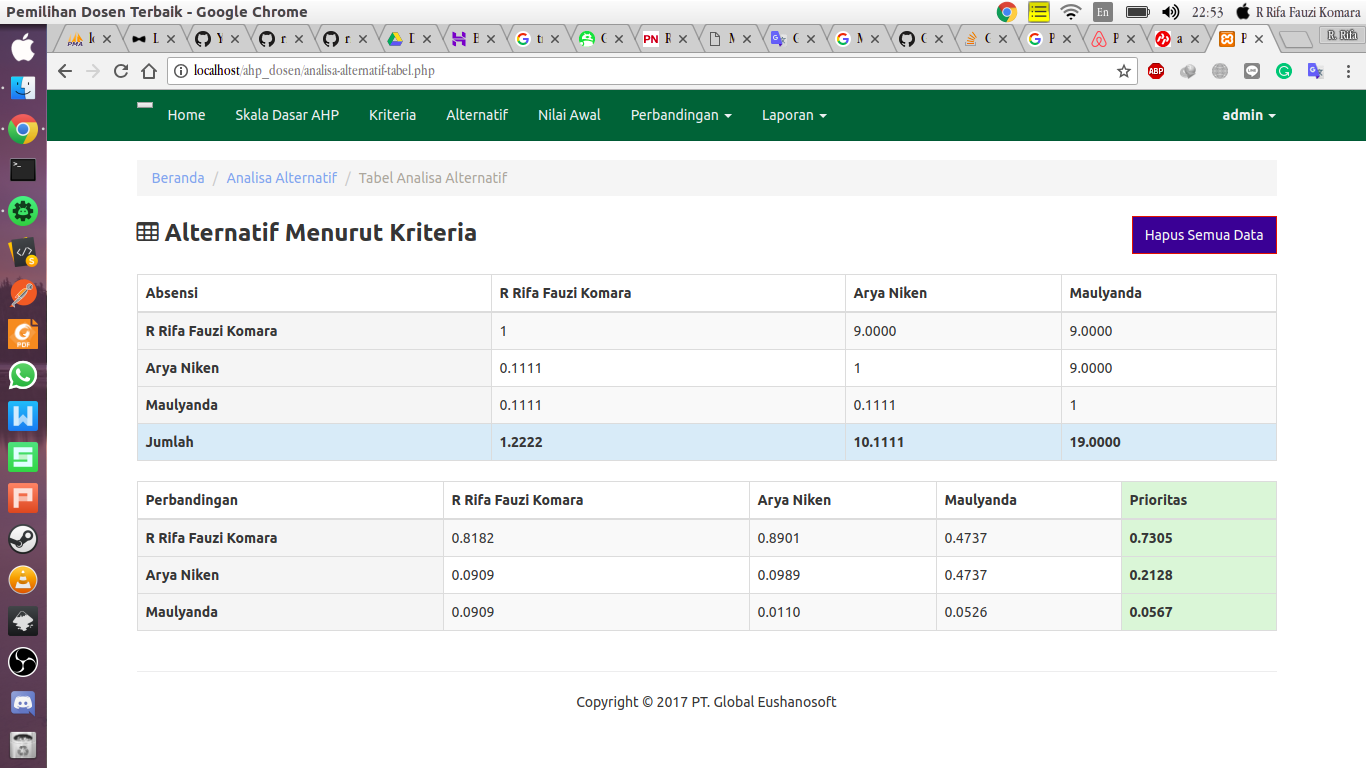 Pemilihan Dosen Terbaik - Google Chrome
En
22:53
R Rifa Fauzi Komara
R. Rifa
localhost/ahp_dosen/analisa-alternatif-tabel.php
ABP
Home Skala Dasar AHP Kriteria Alternatif Nilai Awal Perbandingan Laporan admin
Beranda / Analisa Alternatif / Tabel Analisa Alternatif
Alternatif Menurut Kriteria
Hapus Semua Data
Absensi R Rifa Fauzi Komara Arya Niken Maulyanda
R Rifa Fauzi Komara 1 9.0000 9.0000
Arya Niken 0.1111 1 9.0000
Maulyanda 0.1111 0.1111 1
Jumlah 1.2222 10.1111 19.0000
Perbandingan R Rifa Fauzi Komara Arya Niken Maulyanda Prioritas
R Rifa Fauzi Komara 0.8182 0.8901 0.4737 0.7305
Arya Niken 0.0909 0.0989 0.4737 0.2128
Maulyanda 0.0909 0.0110 0.0526 0.0567
Copyright © 2017 PT. Global Eushanosoft